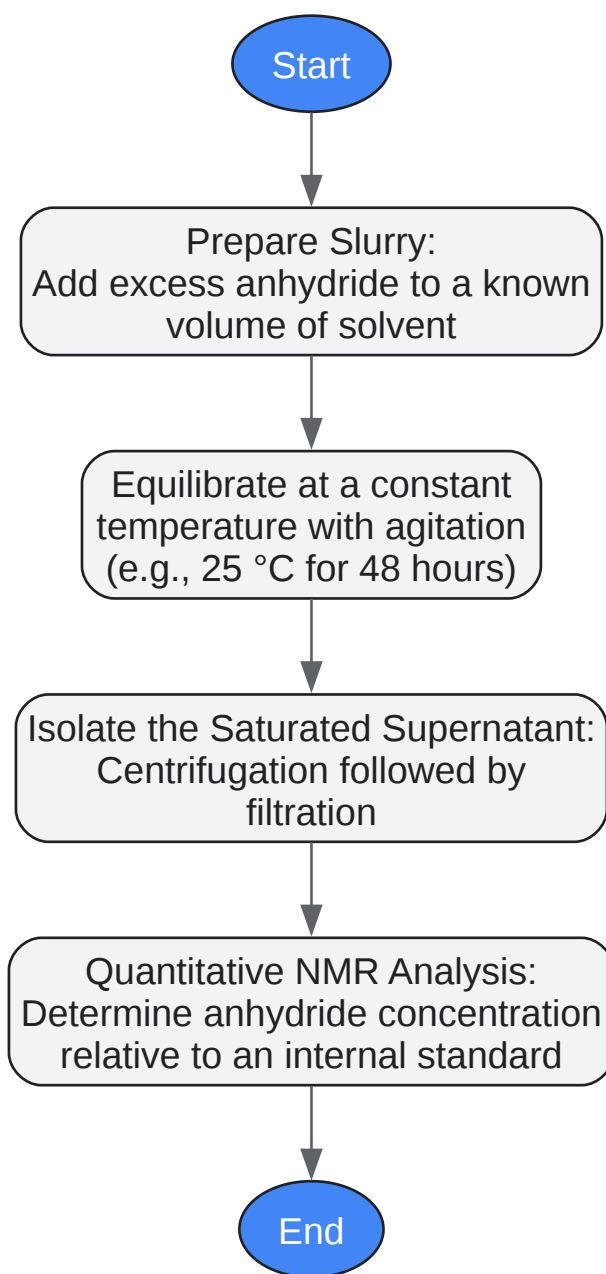 Start
Prepare Slurry:
Add excess anhydride to a known
volume of solvent
Equilibrate at a constant
temperature with agitation
(e.g., 25 °C for 48 hours)
Isolate the Saturated Supernatant:
Centrifugation followed by
filtration
Quantitative NMR Analysis:
Determine anhydride concentration
relative to an internal standard
End